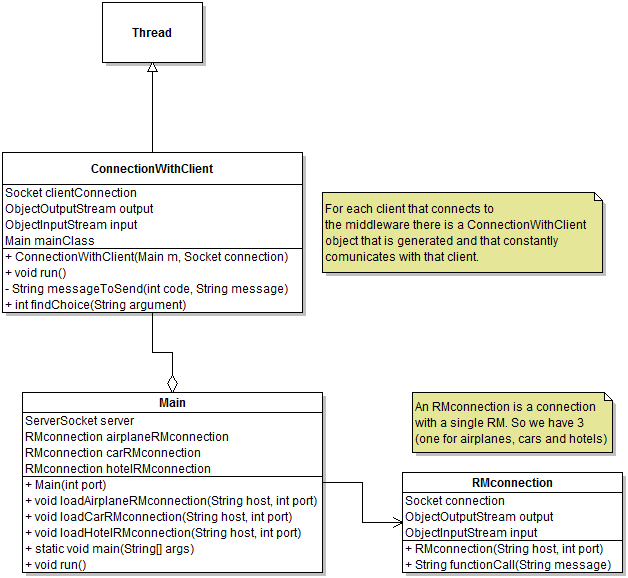 Thread
ConnectionWithClient
Socket clientConnection
ObjectOutputStream output
ObjectInputStream input
Main mainClass
+ ConnectionWithClient(Main m, Socket connection)
+ void run()
- String messageToSend(int code, String message)
+ int findChoice(String argument)
For each client that connects to
the middleware there is a ConnectionWithClient
object that is generated and that constantly
comunicates with that client.
Main
ServerSocket server
RMconnection airplaneRMconnection
RMconnection carRMconnection
RMconnection hotelRMconnection
+ Main(int port)
+ void loadAirplaneRMconnection(String host, int port)
+ void loadCarRMconnection(String host, int port)
+ void loadHotelRMconnection(String host, int port)
+ static void main(String[] args)
+ void run()
An RMconnection is a connection
with a single RM. So we have 3
(one for airplanes, cars and hotels)
RMconnection
Socket connection
ObjectOutputStream output
ObjectInputStream input
+ RMconnection(String host, int port)
+ String functionCall(String message)